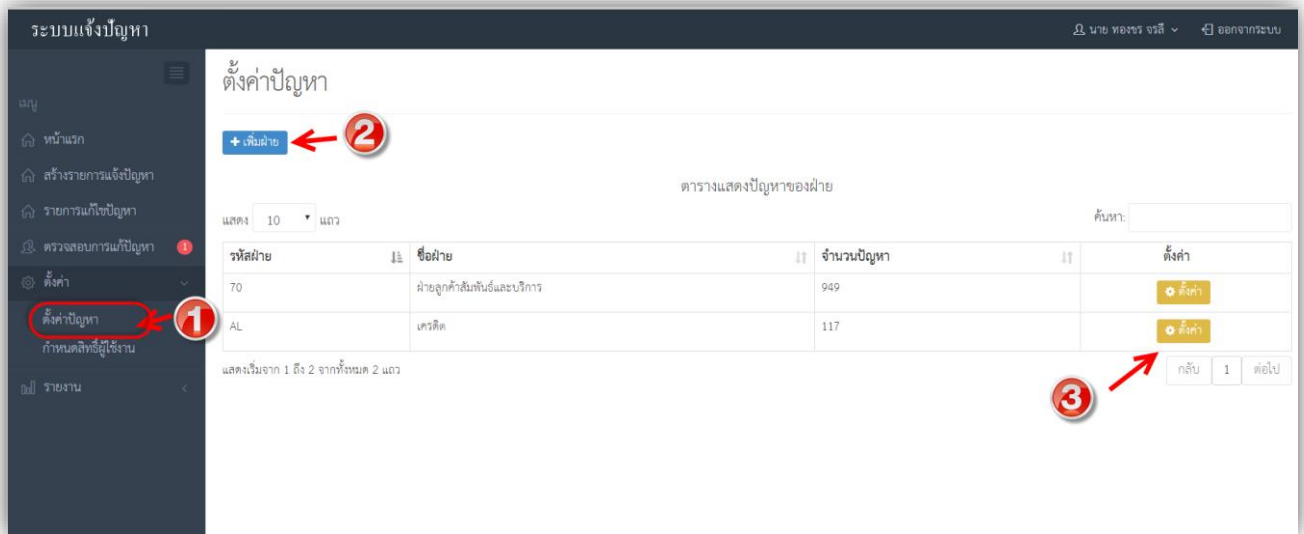 ระบบแจ้งปัญหา
นาย ทองซร จรลี
ออกจากระบบ
เมนู
หน้าแรก
สร้างรายการแจ้งปัญหา
รายการแก้ไขปัญหา
ตรวจสอบการแก้ปัญหา 1
ตั้งค่า
ตั้งค่าปัญหา
กำหนดสิทธิ์ผู้ใช้งาน
รายงาน
1
ตั้งค่าปัญหา
+ เพิ่มฝ่าย
2
ตารางแสดงปัญหาของฝ่าย
แสดง 10 แถว
ค้นหา:
รหัสฝ่าย ชื่อฝ่าย จำนวนปัญหา ตั้งค่า
70 ฝ่ายลูกค้าสัมพันธ์และบริการ 949 ตั้งค่า
AL เครดิต 117 ตั้งค่า
แสดงเริ่มจาก 1 ถึง 2 จากทั้งหมด 2 แถว
กลับ 1 ต่อไป
3